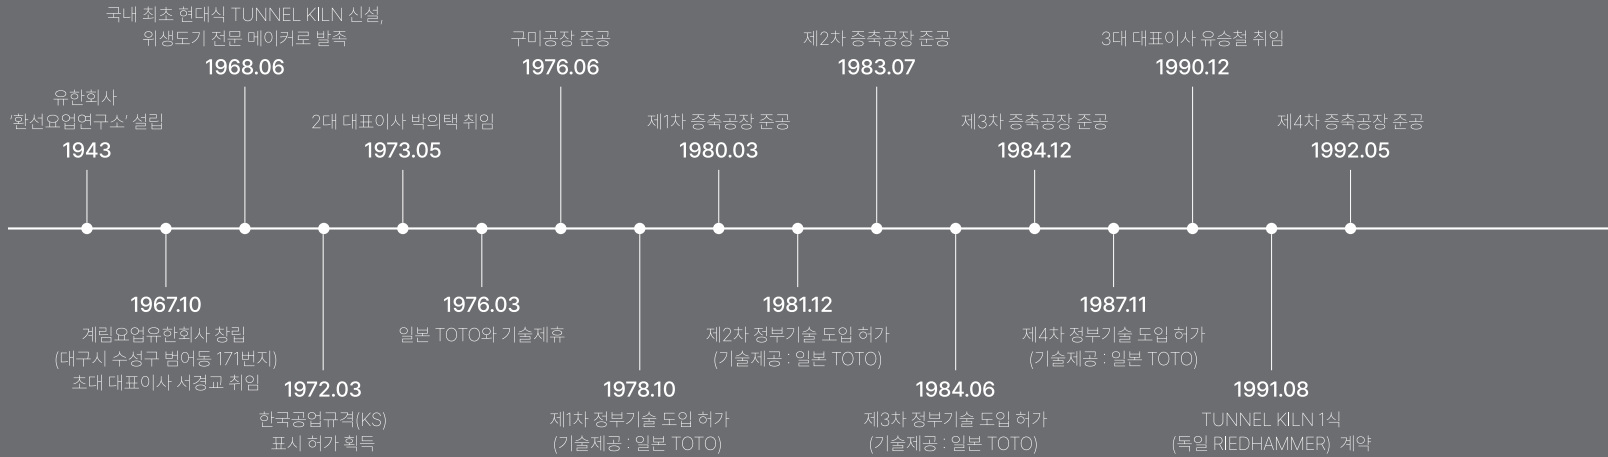 유한회사
'환선요업연구소' 설립
1943
1967.10
계림요업유한회사 창립
(대구시 수성구 범어동 171번지)
초대 대표이사 서경교 취임
국내 최초 현대식 TUNNEL KILN 신설,
위생도기 전문 메이커로 발족
1968.06
1972.03
한국공업규격(KS)
표시 허가 획득
2대 대표이사 박의택 취임
1973.05
1976.03
일본 TOTO와 기술제휴
구미공장 준공
1976.06
1978.10
제1차 정부기술 도입 허가
(기술제공 : 일본 TOTO)
제1차 증축공장 준공
1980.03
1981.12
제2차 정부기술 도입 허가
(기술제공 : 일본 TOTO)
제2차 증축공장 준공
1983.07
1984.06
제3차 정부기술 도입 허가
(기술제공 : 일본 TOTO)
제3차 증축공장 준공
1984.12
1987.11
제4차 정부기술 도입 허가
(기술제공 : 일본 TOTO)
3대 대표이사 유승철 취임
1990.12
1991.08
TUNNEL KILN 1식
(독일 RIEDHAMMER) 계약
제4차 증축공장 준공
1992.05